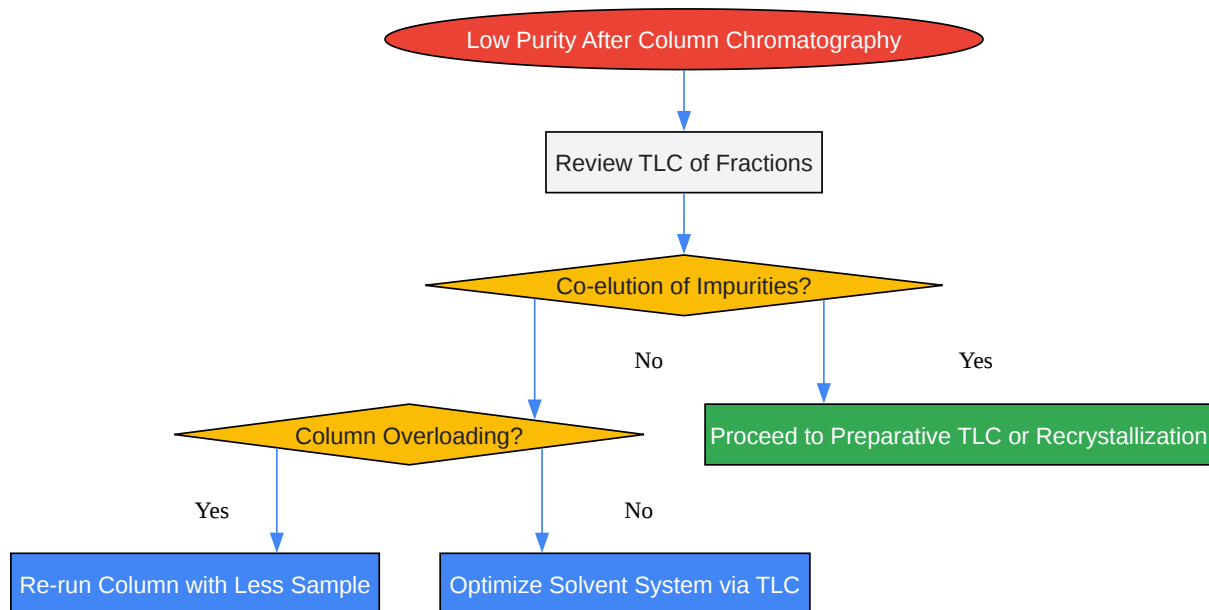 Low Purity After Column Chromatography
Review TLC of Fractions
Co-elution of Impurities?
No
Yes
Column Overloading?
Proceed to Preparative TLC or Recrystallization
Yes
No
Re-run Column with Less Sample
Optimize Solvent System via TLC